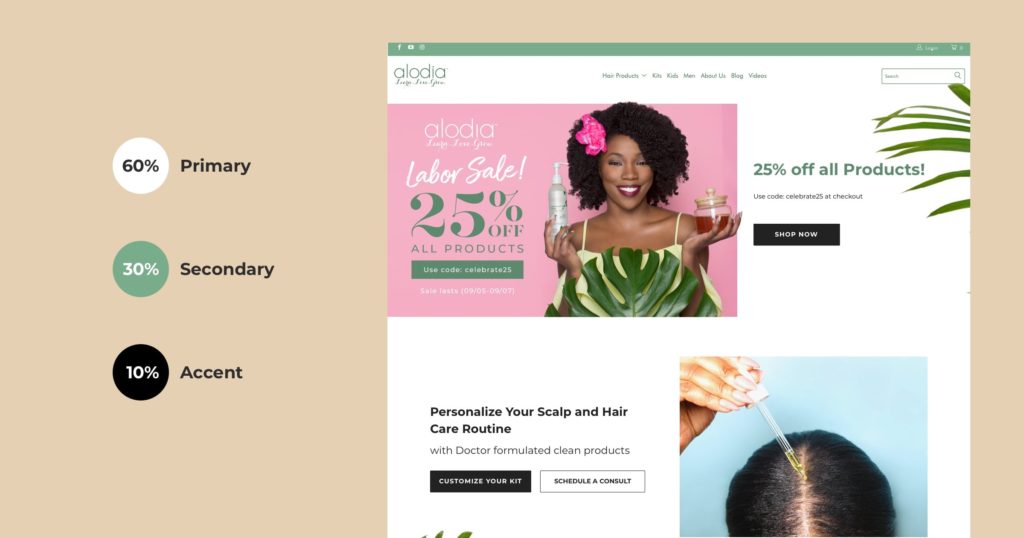 60% Primary
30% Secondary
10% Accent
Login 0
alodia
Learn. Love. Grow.
Hair Products Kits Kids Men About Us Blog Videos
Search
alodia
Learn. Love. Grow.
Labor Sale!
25% OFF
ALL PRODUCTS
Use code: celebrate25
Sale lasts (09/05-09/07)
25% off all Products!
Use code: celebrate25 at checkout
SHOP NOW
Personalize Your Scalp and Hair
Care Routine
with Doctor formulated clean products
CUSTOMIZE YOUR KIT SCHEDULE A CONSULT